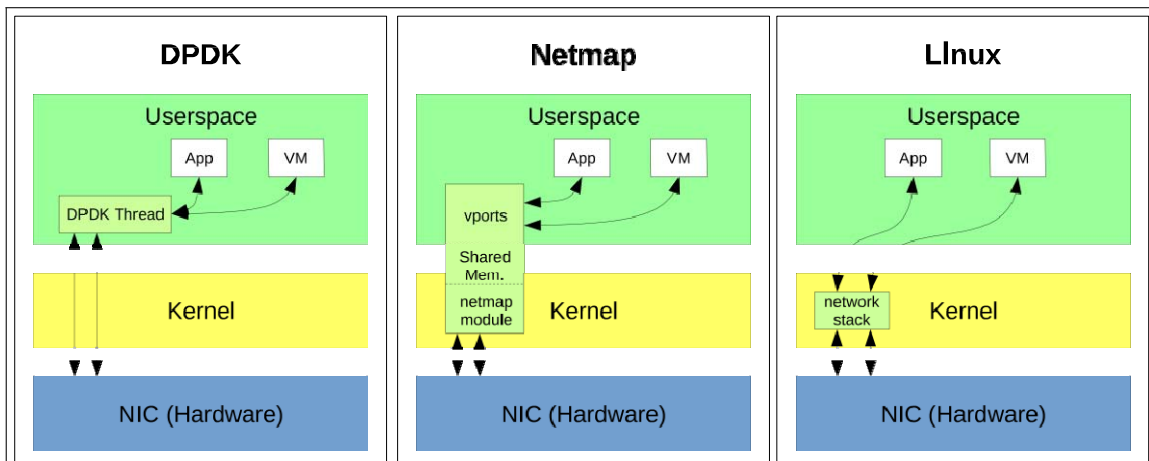 DPDK
Userspace
App
VM
DPDK Thread
Kernel
NIC (Hardware)
Netmap
Userspace
App
VM
vports
Shared
Mem.
netmap
module
Kernel
NIC (Hardware)
LInux
Userspace
App
VM
network
stack
Kernel
NIC (Hardware)